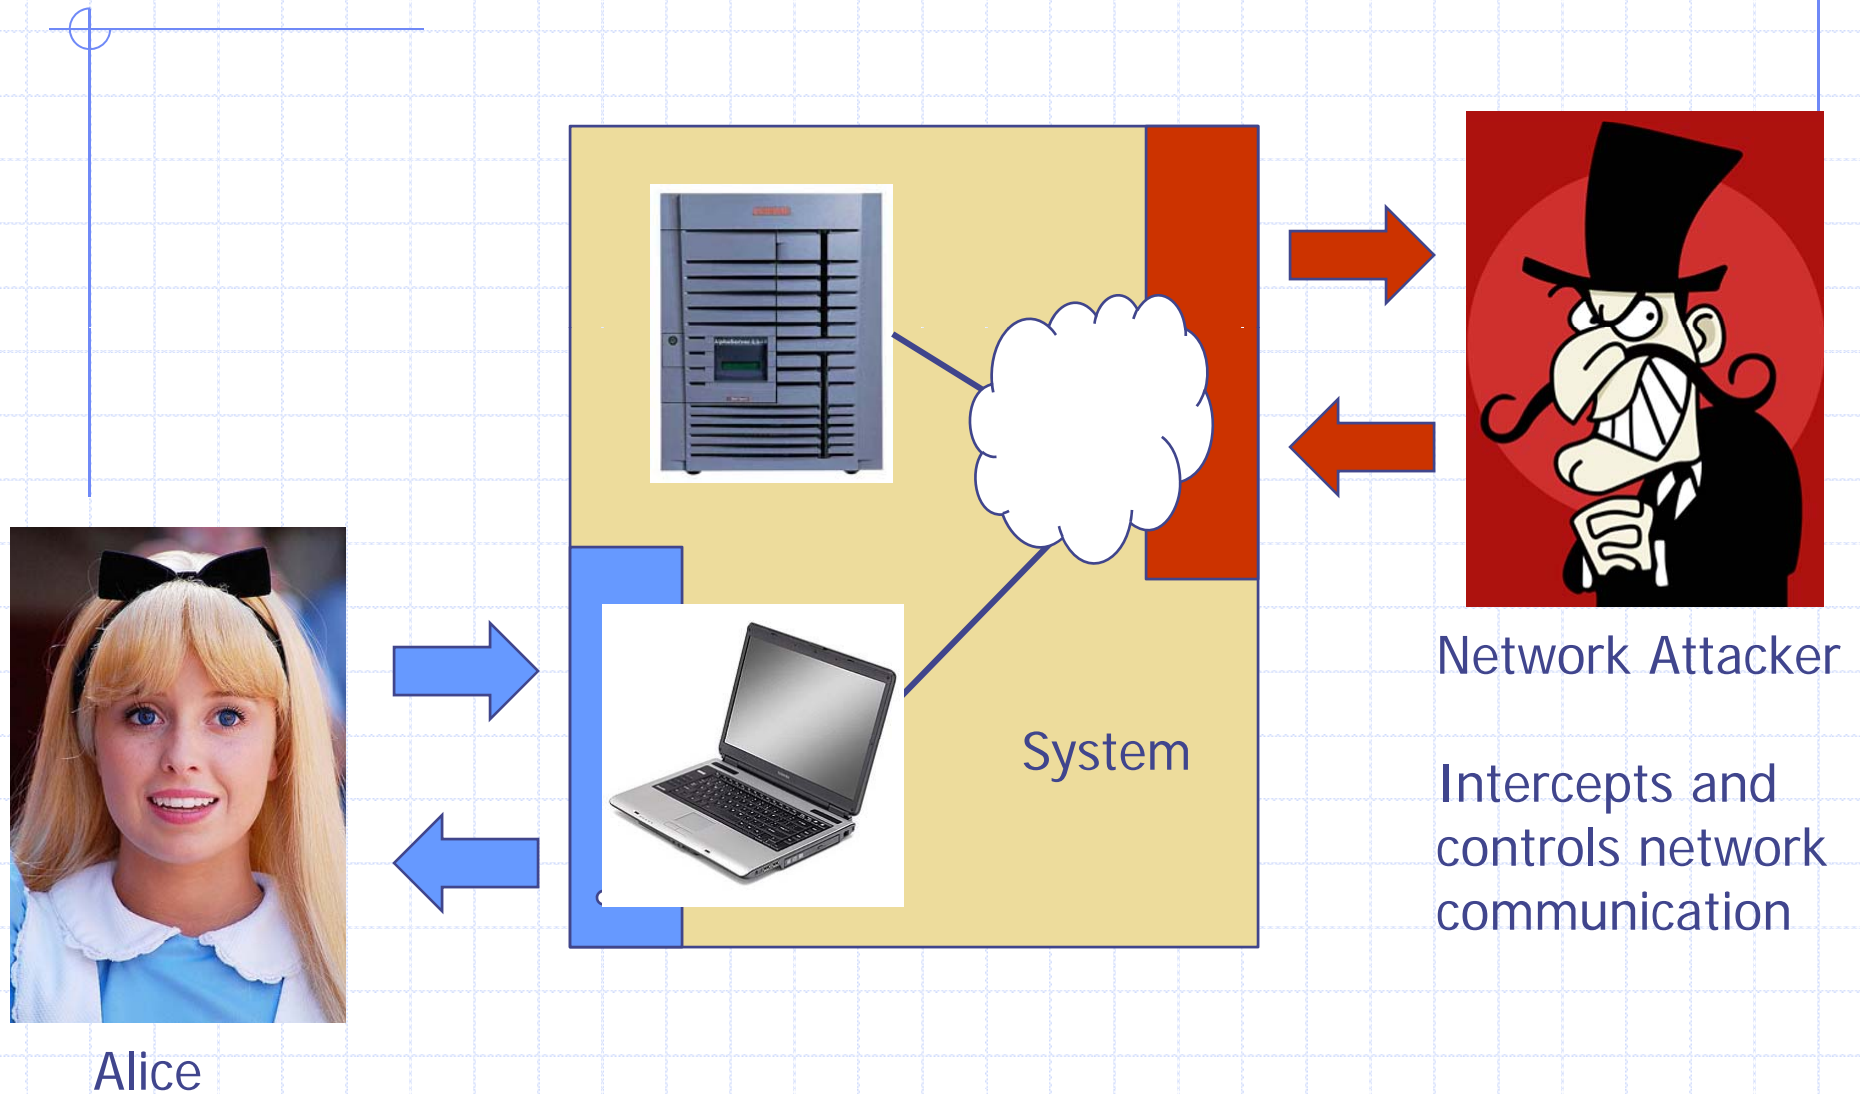 System
Network Attacker
Intercepts and
controls network
communication
Alice